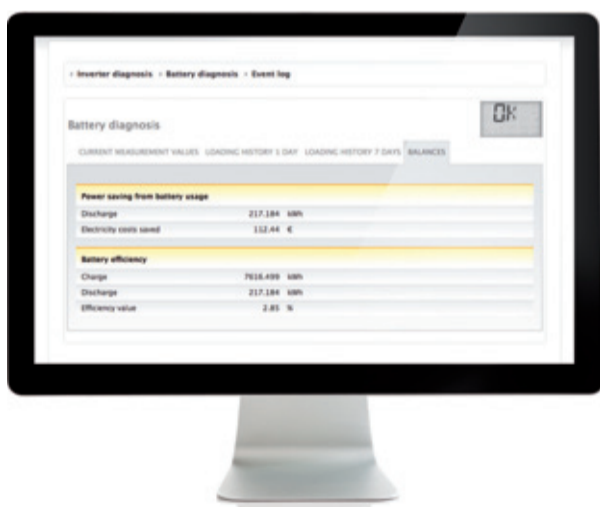 › Inverter diagnosis › Battery diagnosis › Event log
OK
Battery diagnosis
CURRENT MEASUREMENT VALUES LOADING HISTORY 1 DAY LOADING HISTORY 7 DAYS BALANCES
Power saving from battery usage
Discharge 217.184 kWh
Electricity costs saved 112.44 €
Battery efficiency
Charge 7616.499 kWh
Discharge 217.184 kWh
Efficiency value 2.85 %